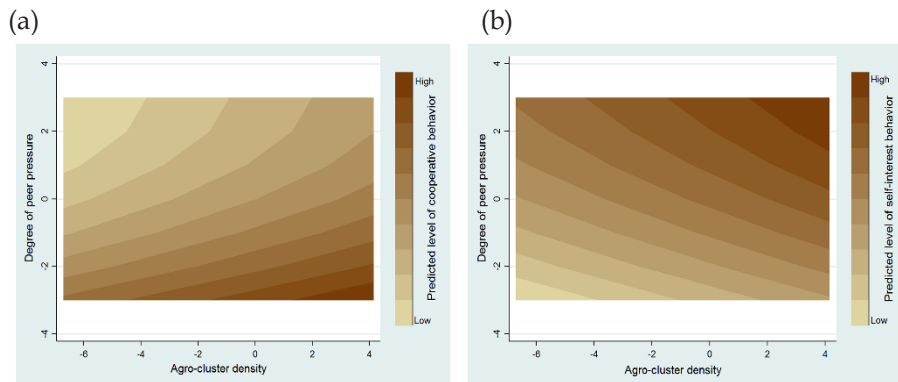 (a)
(b)
4
2
0
-2
-4
Degree of peer pressure
-6
-4
-2
0
2
4
Agro-cluster density
High
Low
Predicted level of cooperative behavior
4
2
0
-2
-4
Degree of peer pressure
-6
-4
-2
0
2
4
Agro-cluster density
High
Low
Predicted level of self-interest behavior